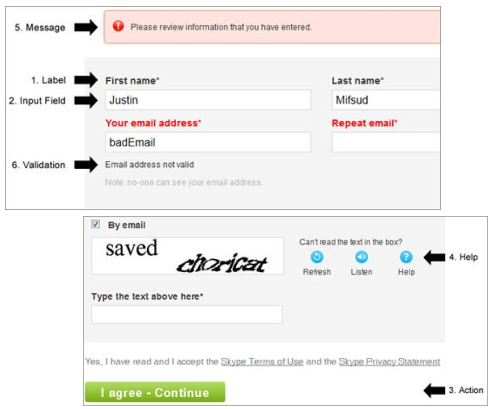 5. Message
Please review information that you have entered.
1. Label
First name*
Last name*
2. Input Field
Justin
Mifsud
Your email address*
Repeat email*
badEmail
6. Validation
Email address not valid
Note: no-one can see your email address.
By email
saved choricat
Can't read the text in the box?
Refresh
Listen
Help
4. Help
Type the text above here*
Yes, I have read and I accept the Skype Terms of Use and the Skype Privacy Statement
I agree - Continue
3. Action